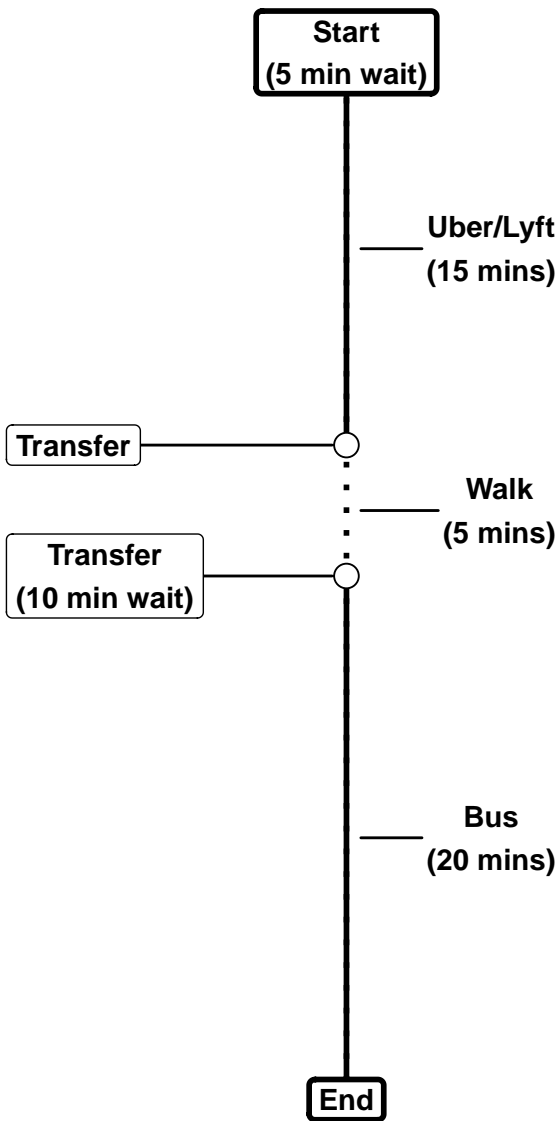 Start
(5 min wait)
Uber/Lyft
(15 mins)
Transfer
Walk
(5 mins)
Transfer
(10 min wait)
Bus
(20 mins)
End